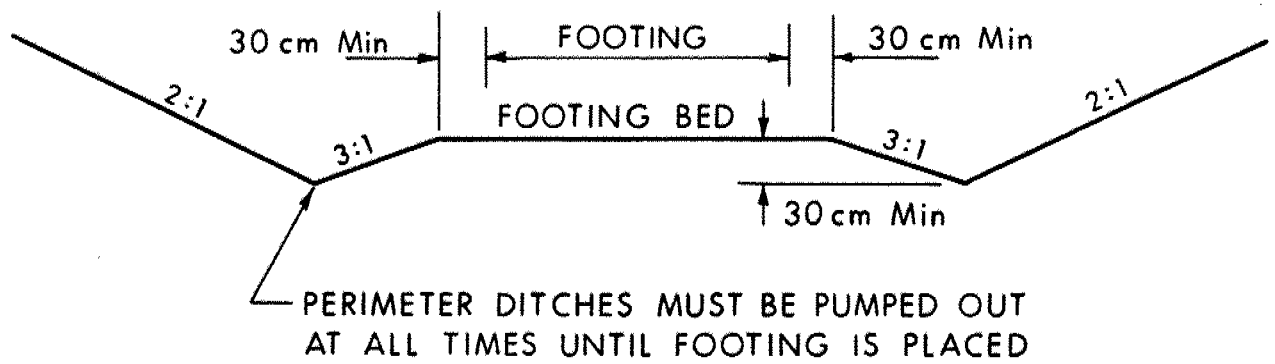 30 cm Min
FOOTING
30 cm Min
2:1
FOOTING BED
2:1
3:1
3:1
30 cm Min
PERIMETER DITCHES MUST BE PUMPED OUT
AT ALL TIMES UNTIL FOOTING IS PLACED